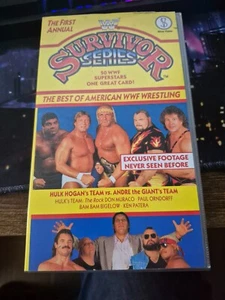 THE FIRST
ANNUAL
SURVIVOR
SERIES
50 WWF
SUPERSTARS
ONE GREAT CARD!
THE BEST OF AMERICAN WWF WRESTLING
EXCLUSIVE FOOTAGE
NEVER SEEN BEFORE
HULK HOGAN'S TEAM vs. ANDRE the GIANT'S TEAM
HULK'S TEAM: The Rock DON MURACO · PAUL ORNDORFF
BAM BAM BIGELOW · KEN PATERA